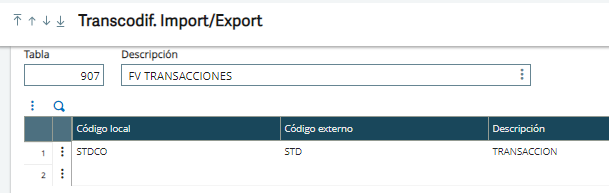 Transcodif. Import/Export
Tabla Descripción
907 FV TRANSACCIONES
Código local Código externo Descripción
1 STDCO STD TRANSACCION
2